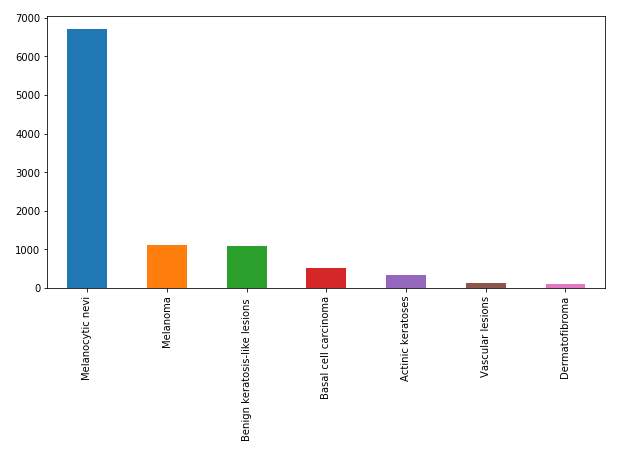 7000
6000
5000
4000
3000
2000
1000
0
Melanocytic nevi
Melanoma
Benign keratosis-like lesions
Basal cell carcinoma
Actinic keratoses
Vascular lesions
Dermatofibroma